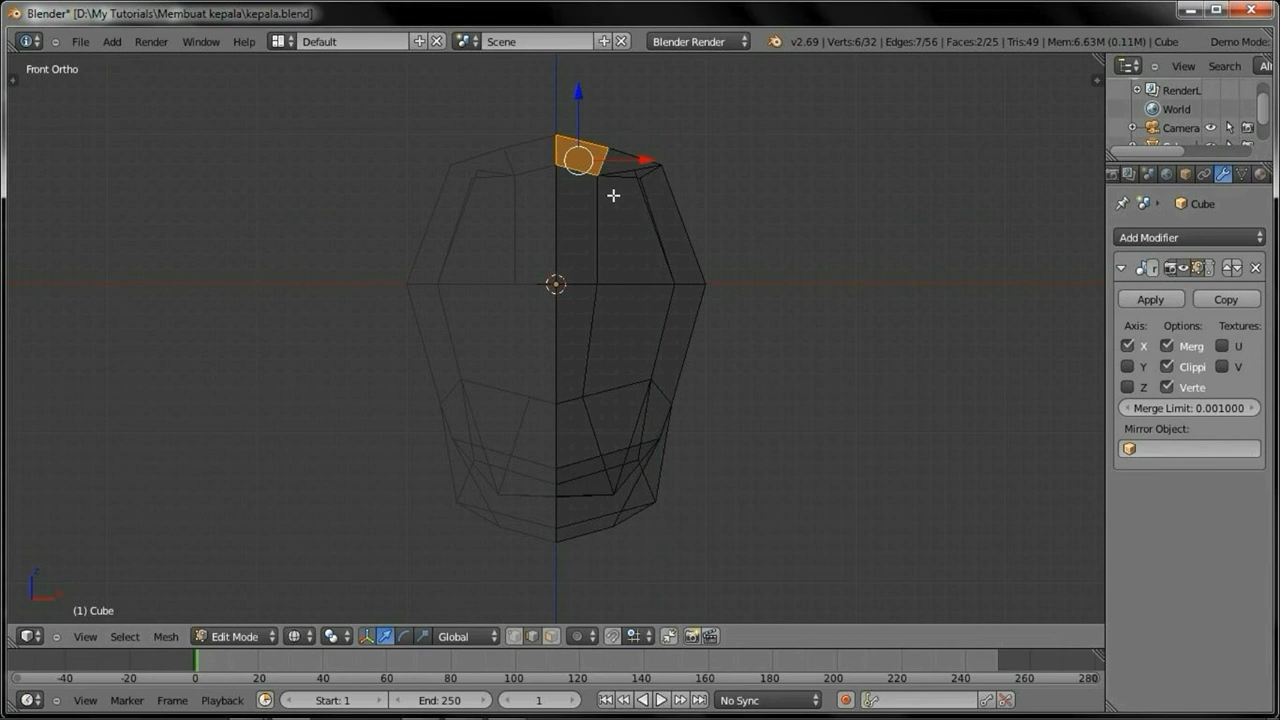 Blender* [D:\My Tutorials\Membuat kepala\kepala.blend]
File Add Render Window Help Default Scene Blender Render v2.69 | Verts:6/32 | Edges:7/56 | Faces:2/25 | Tris:49 | Mem:6.63M (0.11M) | Cube Demo Mode:
Front Ortho
View Search Al
RenderL
World
Camera
Cube
Add Modifier
Apply Copy
Axis: Options: Textures:
X Merg U
Y Clippi V
Z Verte
Merge Limit: 0.001000
Mirror Object:
z
(1) Cube
View Select Mesh Edit Mode Global
-40 -20 0 20 40 60 80 100 120 140 160 180 200 220 240 260 280
View Marker Frame Playback Start: 1 End: 250 1 No Sync